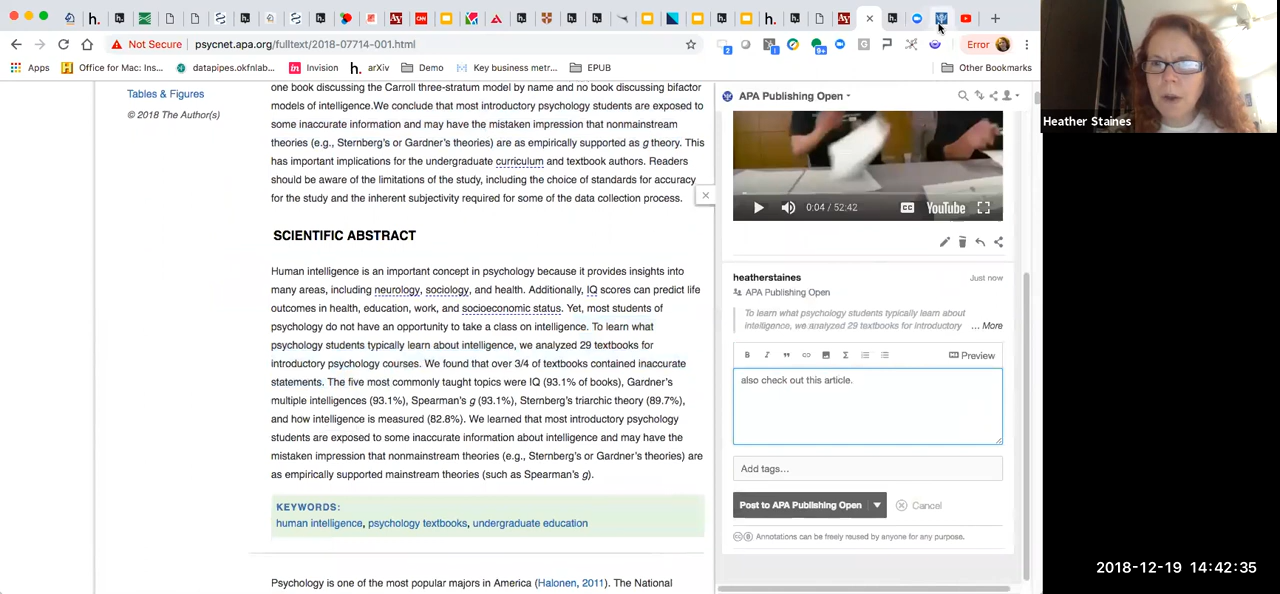 Not Secure
psycnet.apa.org/fulltext/2018-07714-001.html
Error
Apps
Office for Mac: Ins...
datapipes.okfnlab...
Invision
arXiv
Demo
Key business metr...
EPUB
Other Bookmarks
Heather Staines
Tables & Figures
© 2018 The Author(s)
one book discussing the Carroll three-stratum model by name and no book discussing bifactor
models of intelligence.We conclude that most introductory psychology students are exposed to
some inaccurate information and may have the mistaken impression that nonmainstream
theories (e.g., Sternberg's or Gardner's theories) are as empirically supported as g theory. This
has important implications for the undergraduate curriculum and textbook authors. Readers
should be aware of the limitations of the study, including the choice of standards for accuracy
for the study and the inherent subjectivity required for some of the data collection process.
SCIENTIFIC ABSTRACT
Human intelligence is an important concept in psychology because it provides insights into
many areas, including neurology, sociology, and health. Additionally, IQ scores can predict life
outcomes in health, education, work, and socioeconomic status. Yet, most students of
psychology do not have an opportunity to take a class on intelligence. To learn what
psychology students typically learn about intelligence, we analyzed 29 textbooks for
introductory psychology courses. We found that over 3/4 of textbooks contained inaccurate
statements. The five most commonly taught topics were IQ (93.1% of books), Gardner's
multiple intelligences (93.1%), Spearman's g (93.1%), Sternberg's triarchic theory (89.7%),
and how intelligence is measured (82.8%). We learned that most introductory psychology
students are exposed to some inaccurate information about intelligence and may have the
mistaken impression that nonmainstream theories (e.g., Sternberg's or Gardner's theories) are
as empirically supported mainstream theories (such as Spearman's g).
KEYWORDS:
human intelligence, psychology textbooks, undergraduate education
Psychology is one of the most popular majors in America (Halonen, 2011). The National
APA Publishing Open
0:04 / 52:42
CC
YouTube
heatherstaines
Just now
APA Publishing Open
To learn what psychology students typically learn about
intelligence, we analyzed 29 textbooks for introductory
... More
Preview
also check out this article.
Add tags...
Post to APA Publishing Open
Cancel
Annotations can be freely reused by anyone for any purpose.
2018-12-19 14:42:35